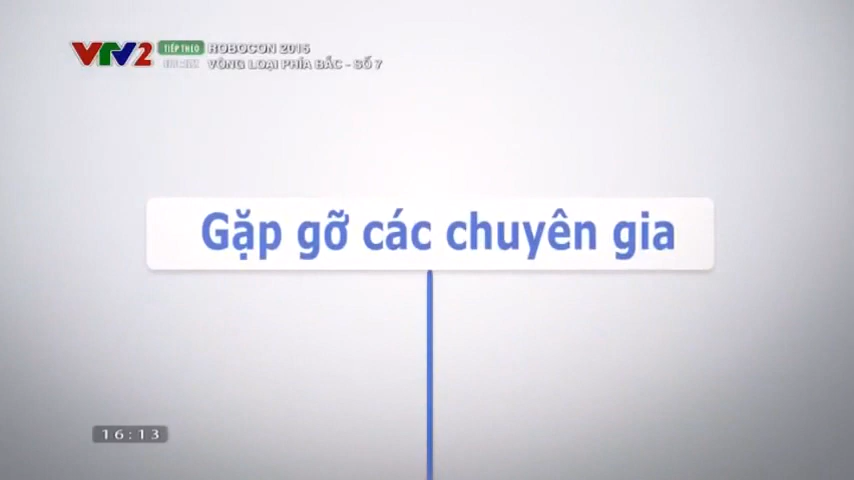 VTV2 TIẾP THEO ROBOCON 2015
VÒNG LOẠI PHÍA BẮC - SỐ 7
Gặp gỡ các chuyên gia
16:13